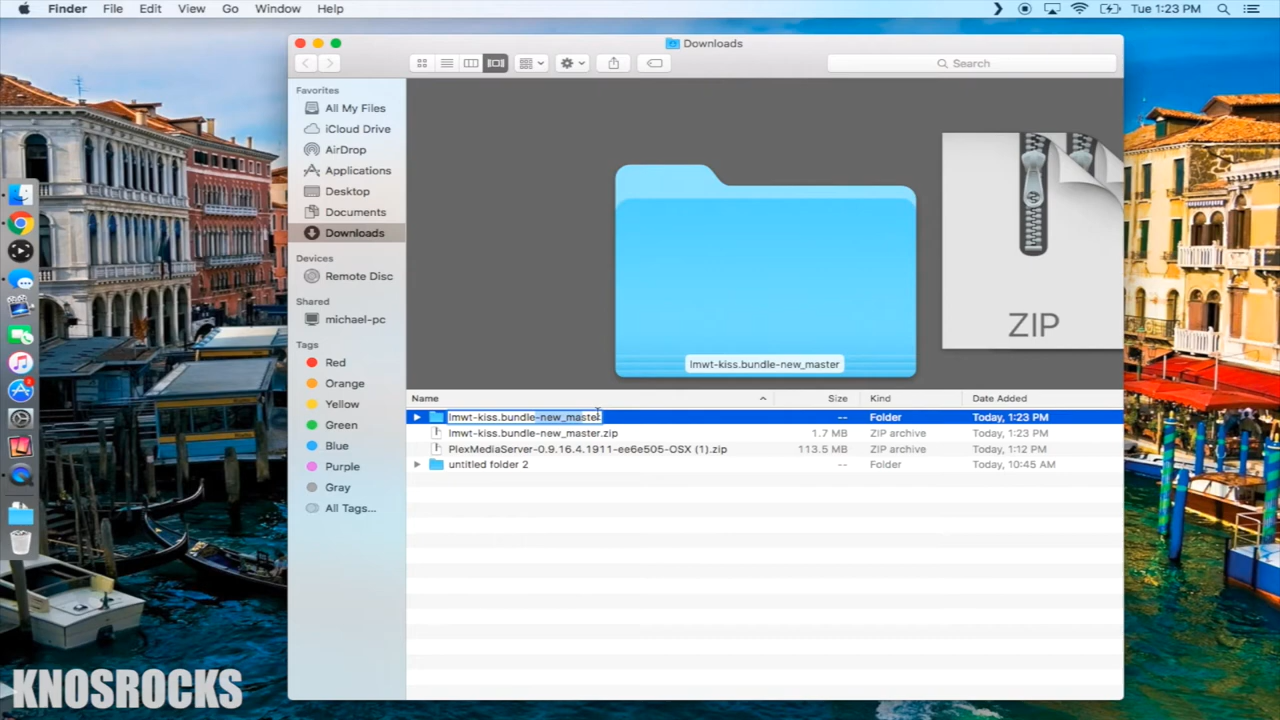 Finder File Edit View Go Window Help Tue 1:23 PM
Downloads
Search
Favorites
All My Files
iCloud Drive
AirDrop
Applications
Desktop
Documents
Downloads
Devices
Remote Disc
Shared
michael-pc
Tags
Red
Orange
Yellow
Green
Blue
Purple
Gray
All Tags...
ZIP
lmwt-kiss.bundle-new_master
Name Size Kind Date Added
lmwt-kiss.bundle-new_master -- Folder Today, 1:23 PM
lmwt-kiss.bundle-new_master.zip 1.7 MB ZIP archive Today, 1:23 PM
PlexMediaServer-0.9.16.4.1911-ee6e505-OSX (1).zip 113.5 MB ZIP archive Today, 1:12 PM
untitled folder 2 -- Folder Today, 10:45 AM
KNOSROCKS